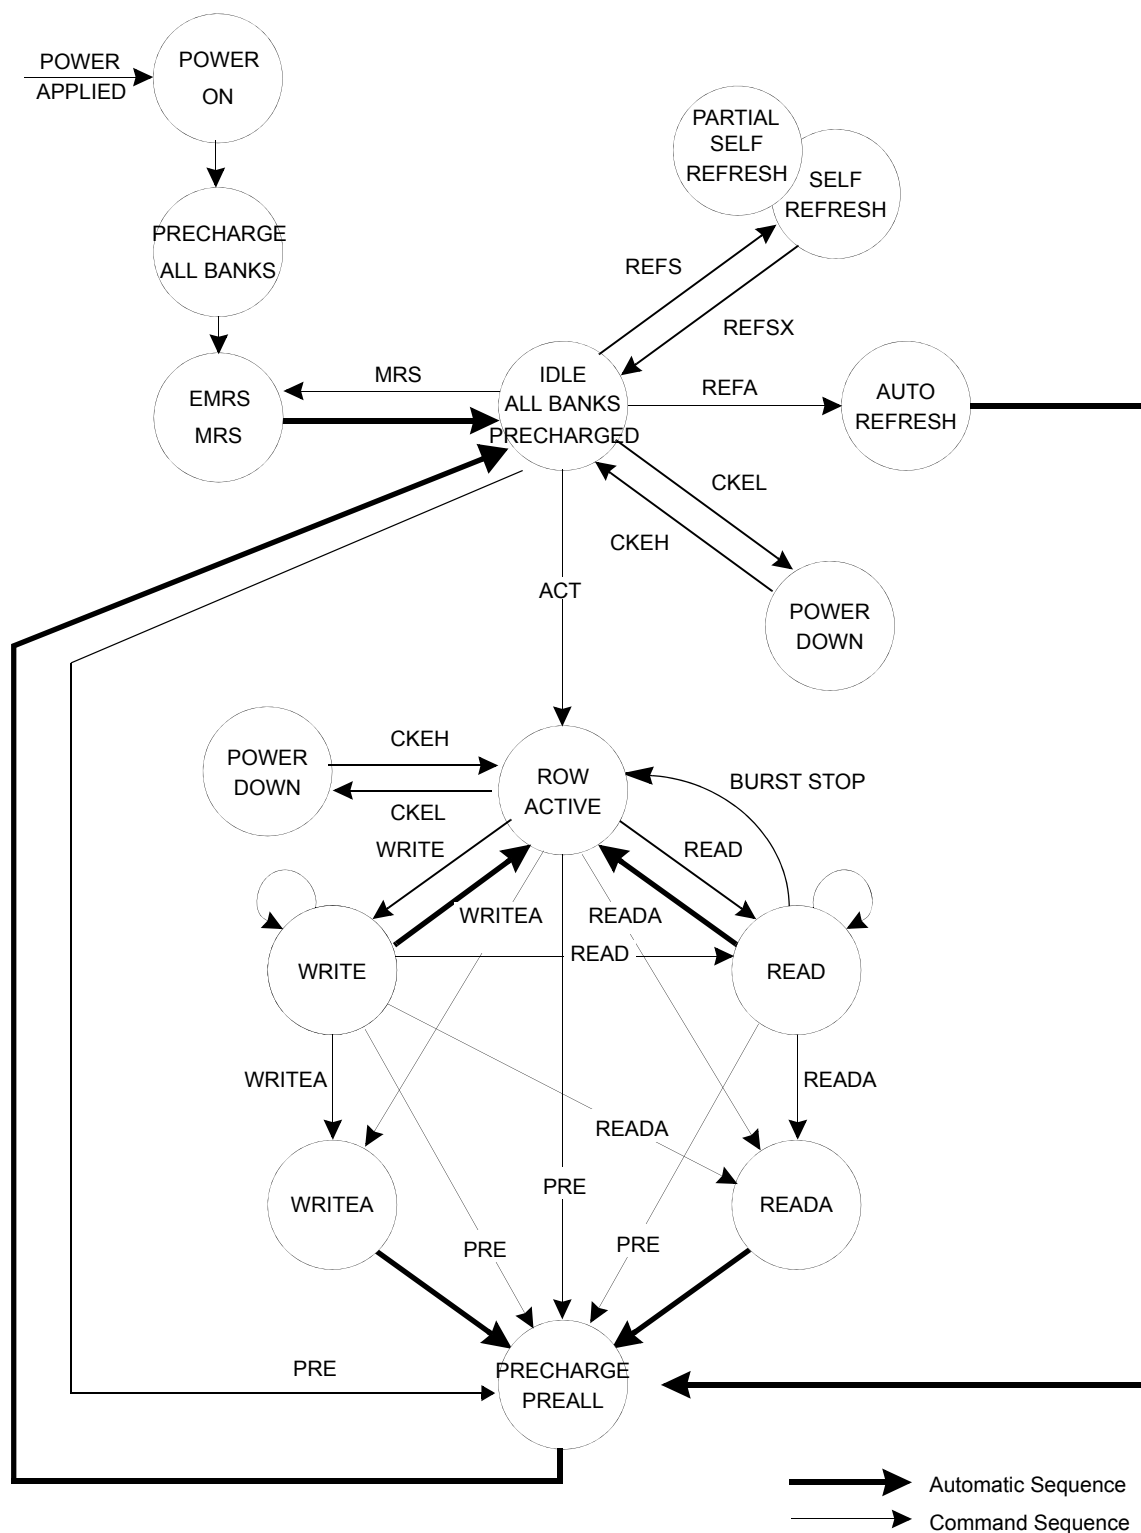 POWER
APPLIED
POWER
ON
PARTIAL
SELF
REFRESH
SELF
REFRESH
PRECHARGE
ALL BANKS
REFS
REFSX
MRS
EMRS
MRS
IDLE
ALL BANKS
PRECHARGED
REFA
AUTO
REFRESH
CKEL
CKEH
ACT
POWER
DOWN
POWER
DOWN
CKEH
CKEL
ROW
ACTIVE
BURST STOP
WRITE
READ
WRITEA
READA
WRITE
READ
READ
WRITEA
READA
READA
WRITEA
PRE
READA
PRE
PRE
PRE
PRECHARGE
PREALL
Automatic Sequence
Command Sequence